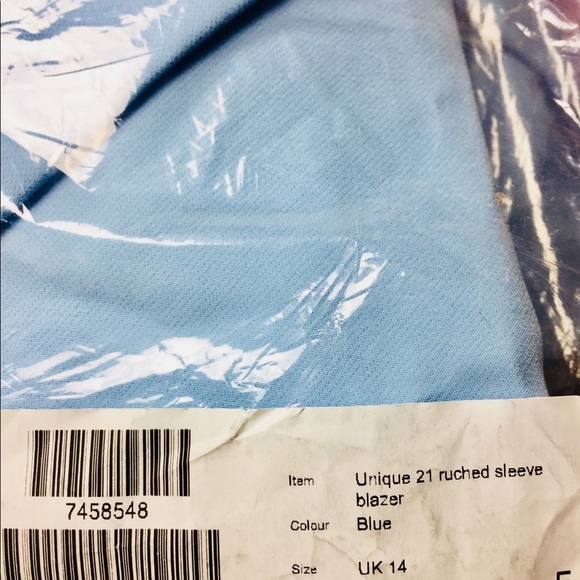 7458548
Item Unique 21 ruched sleeve
blazer
Colour Blue
Size UK 14